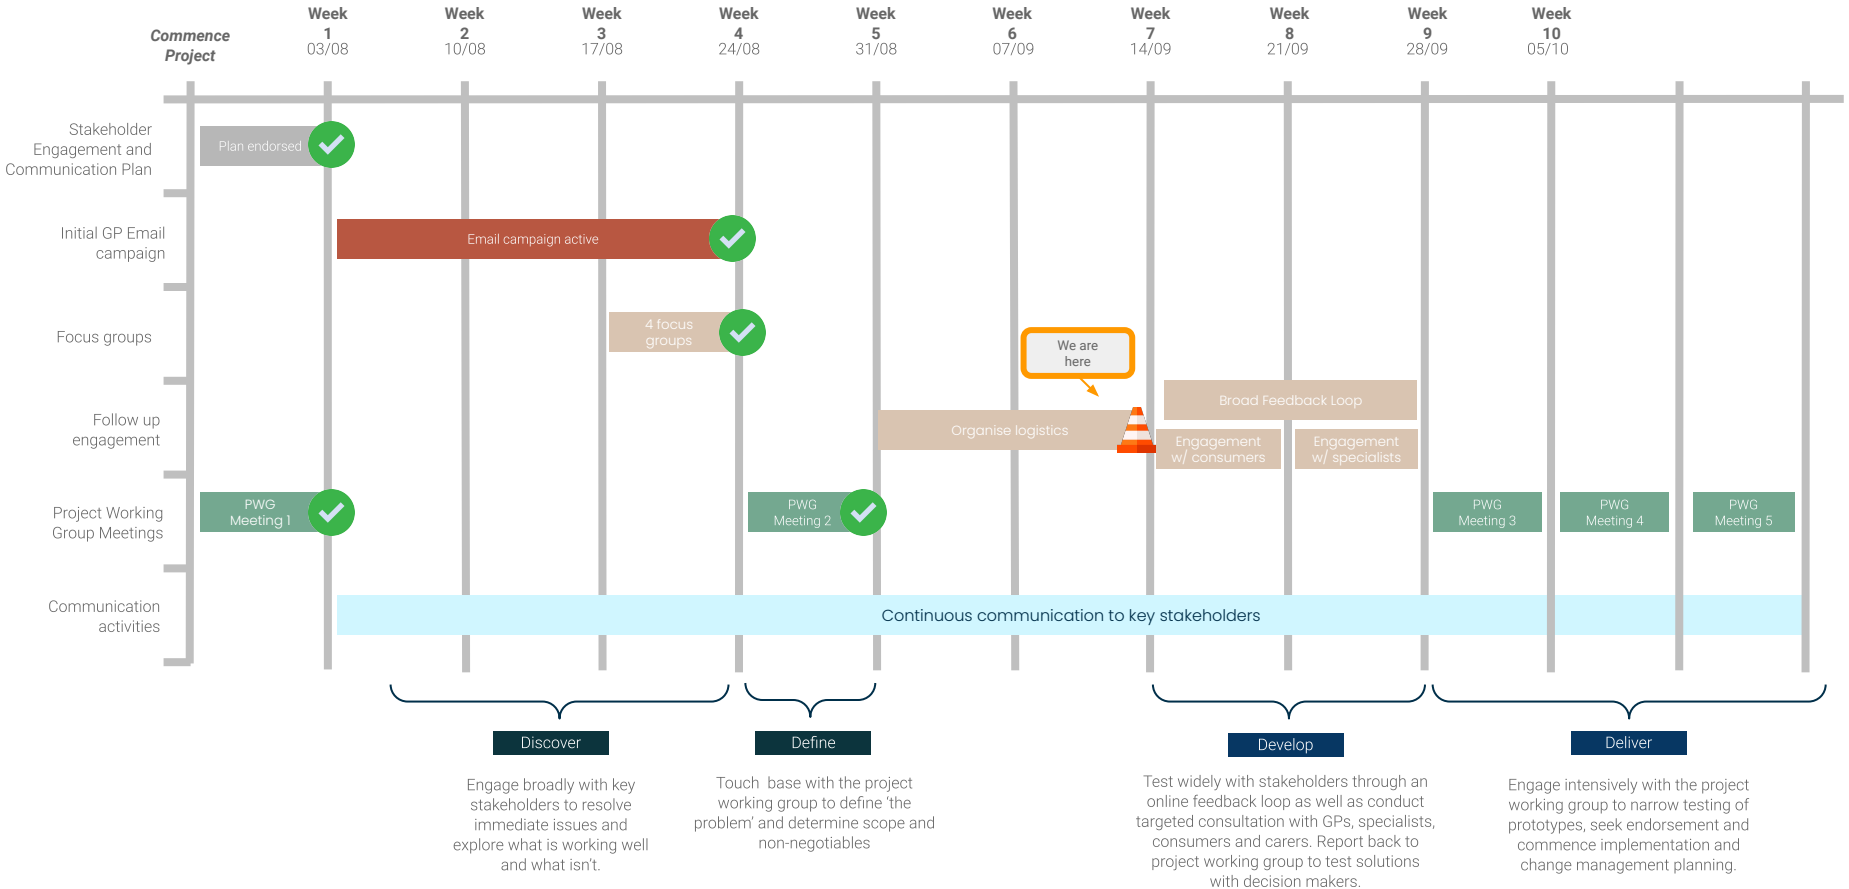 Commence
Project
Week
1
03/08
Week
2
10/08
Week
3
17/08
Week
4
24/08
Week
5
31/08
Week
6
07/09
Week
7
14/09
Week
8
21/09
Week
9
28/09
Week
10
05/10
Stakeholder
Engagement and
Communication Plan
Plan endorsed
Initial GP Email
campaign
Email campaign active
Focus groups
4 focus
groups
We are
here
Follow up
engagement
Organise logistics
Broad Feedback Loop
Engagement
w/ consumers
Engagement
w/ specialists
Project Working
Group Meetings
PWG
Meeting 1
PWG
Meeting 2
PWG
Meeting 3
PWG
Meeting 4
PWG
Meeting 5
Communication
activities
Continuous communication to key stakeholders
Discover
Engage broadly with key
stakeholders to resolve
immediate issues and
explore what is working well
and what isn’t.
Define
Touch  base with the project
working group to define ‘the
problem’ and determine scope and
non-negotiables
Develop
Test widely with stakeholders through an
online feedback loop as well as conduct
targeted consultation with GPs, specialists,
consumers and carers. Report back to
project working group to test solutions
with decision makers.
Deliver
Engage intensively with the project
working group to narrow testing of
prototypes, seek endorsement and
commence implementation and
change management planning.